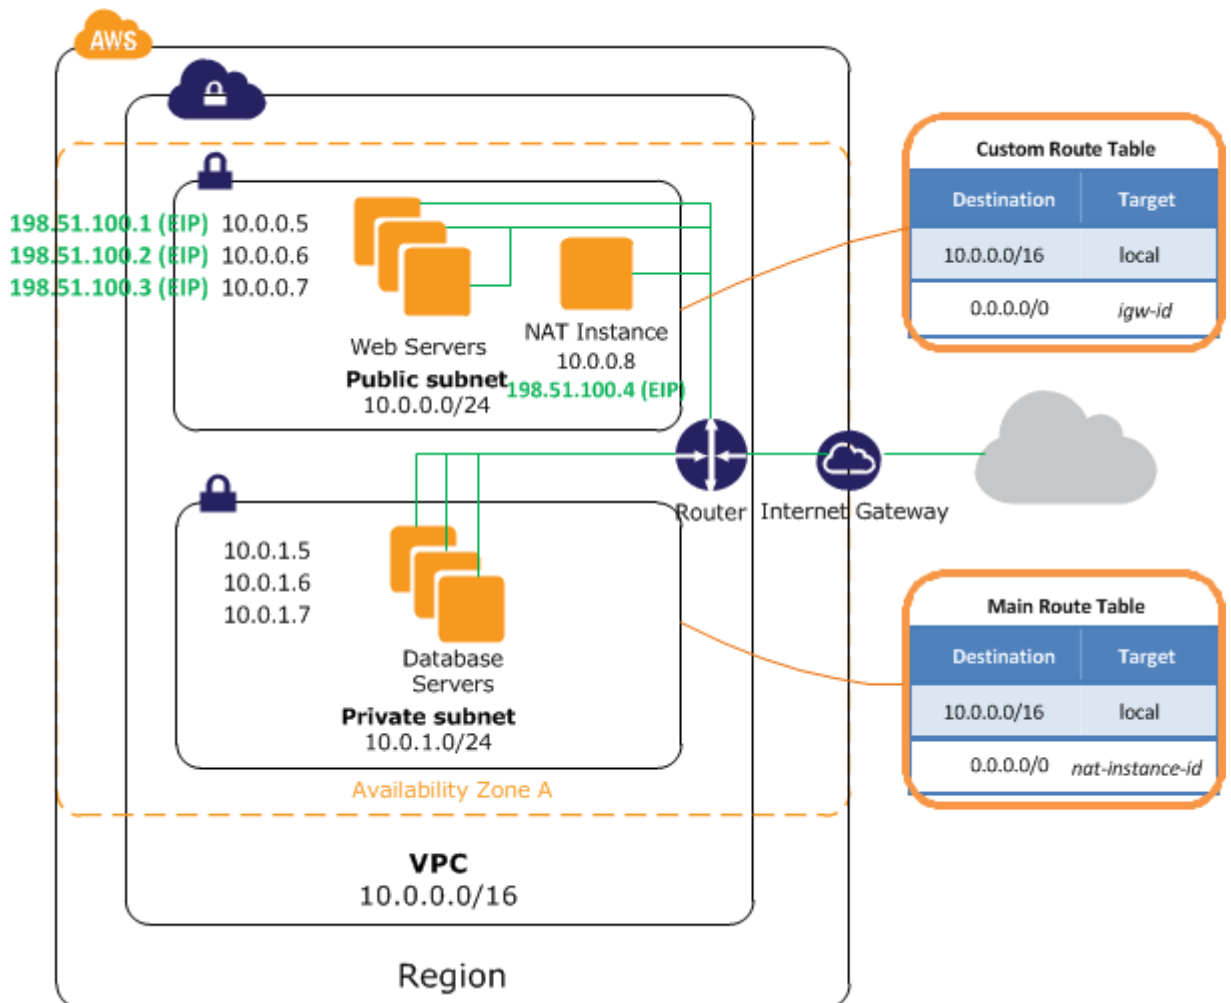 AWS
198.51.100.1 (EIP) 10.0.0.5
198.51.100.2 (EIP) 10.0.0.6
198.51.100.3 (EIP) 10.0.0.7
Web Servers
Public subnet
10.0.0.0/24
NAT Instance
10.0.0.8
198.51.100.4 (EIP)
Custom Route Table
Destination Target
10.0.0.0/16 local
0.0.0.0/0 igw-id
Router
Internet Gateway
10.0.1.5
10.0.1.6
10.0.1.7
Database
Servers
Private subnet
10.0.1.0/24
Main Route Table
Destination Target
10.0.0.0/16 local
0.0.0.0/0 nat-instance-id
Availability Zone A
VPC
10.0.0.0/16
Region